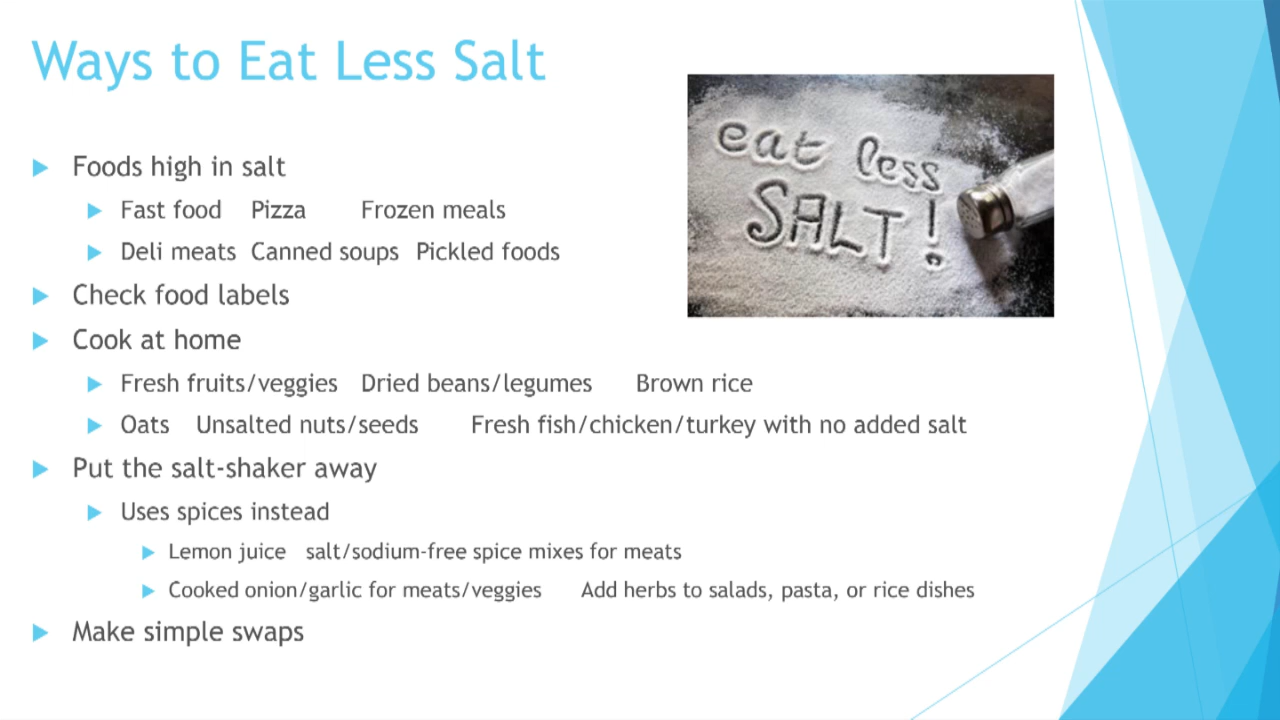 Ways to Eat Less Salt
eat less
SALT!
Foods high in salt
Fast food Pizza Frozen meals
Deli meats Canned soups Pickled foods
Check food labels
Cook at home
Fresh fruits/veggies Dried beans/legumes Brown rice
Oats Unsalted nuts/seeds Fresh fish/chicken/turkey with no added salt
Put the salt-shaker away
Uses spices instead
Lemon juice salt/sodium-free spice mixes for meats
Cooked onion/garlic for meats/veggies Add herbs to salads, pasta, or rice dishes
Make simple swaps